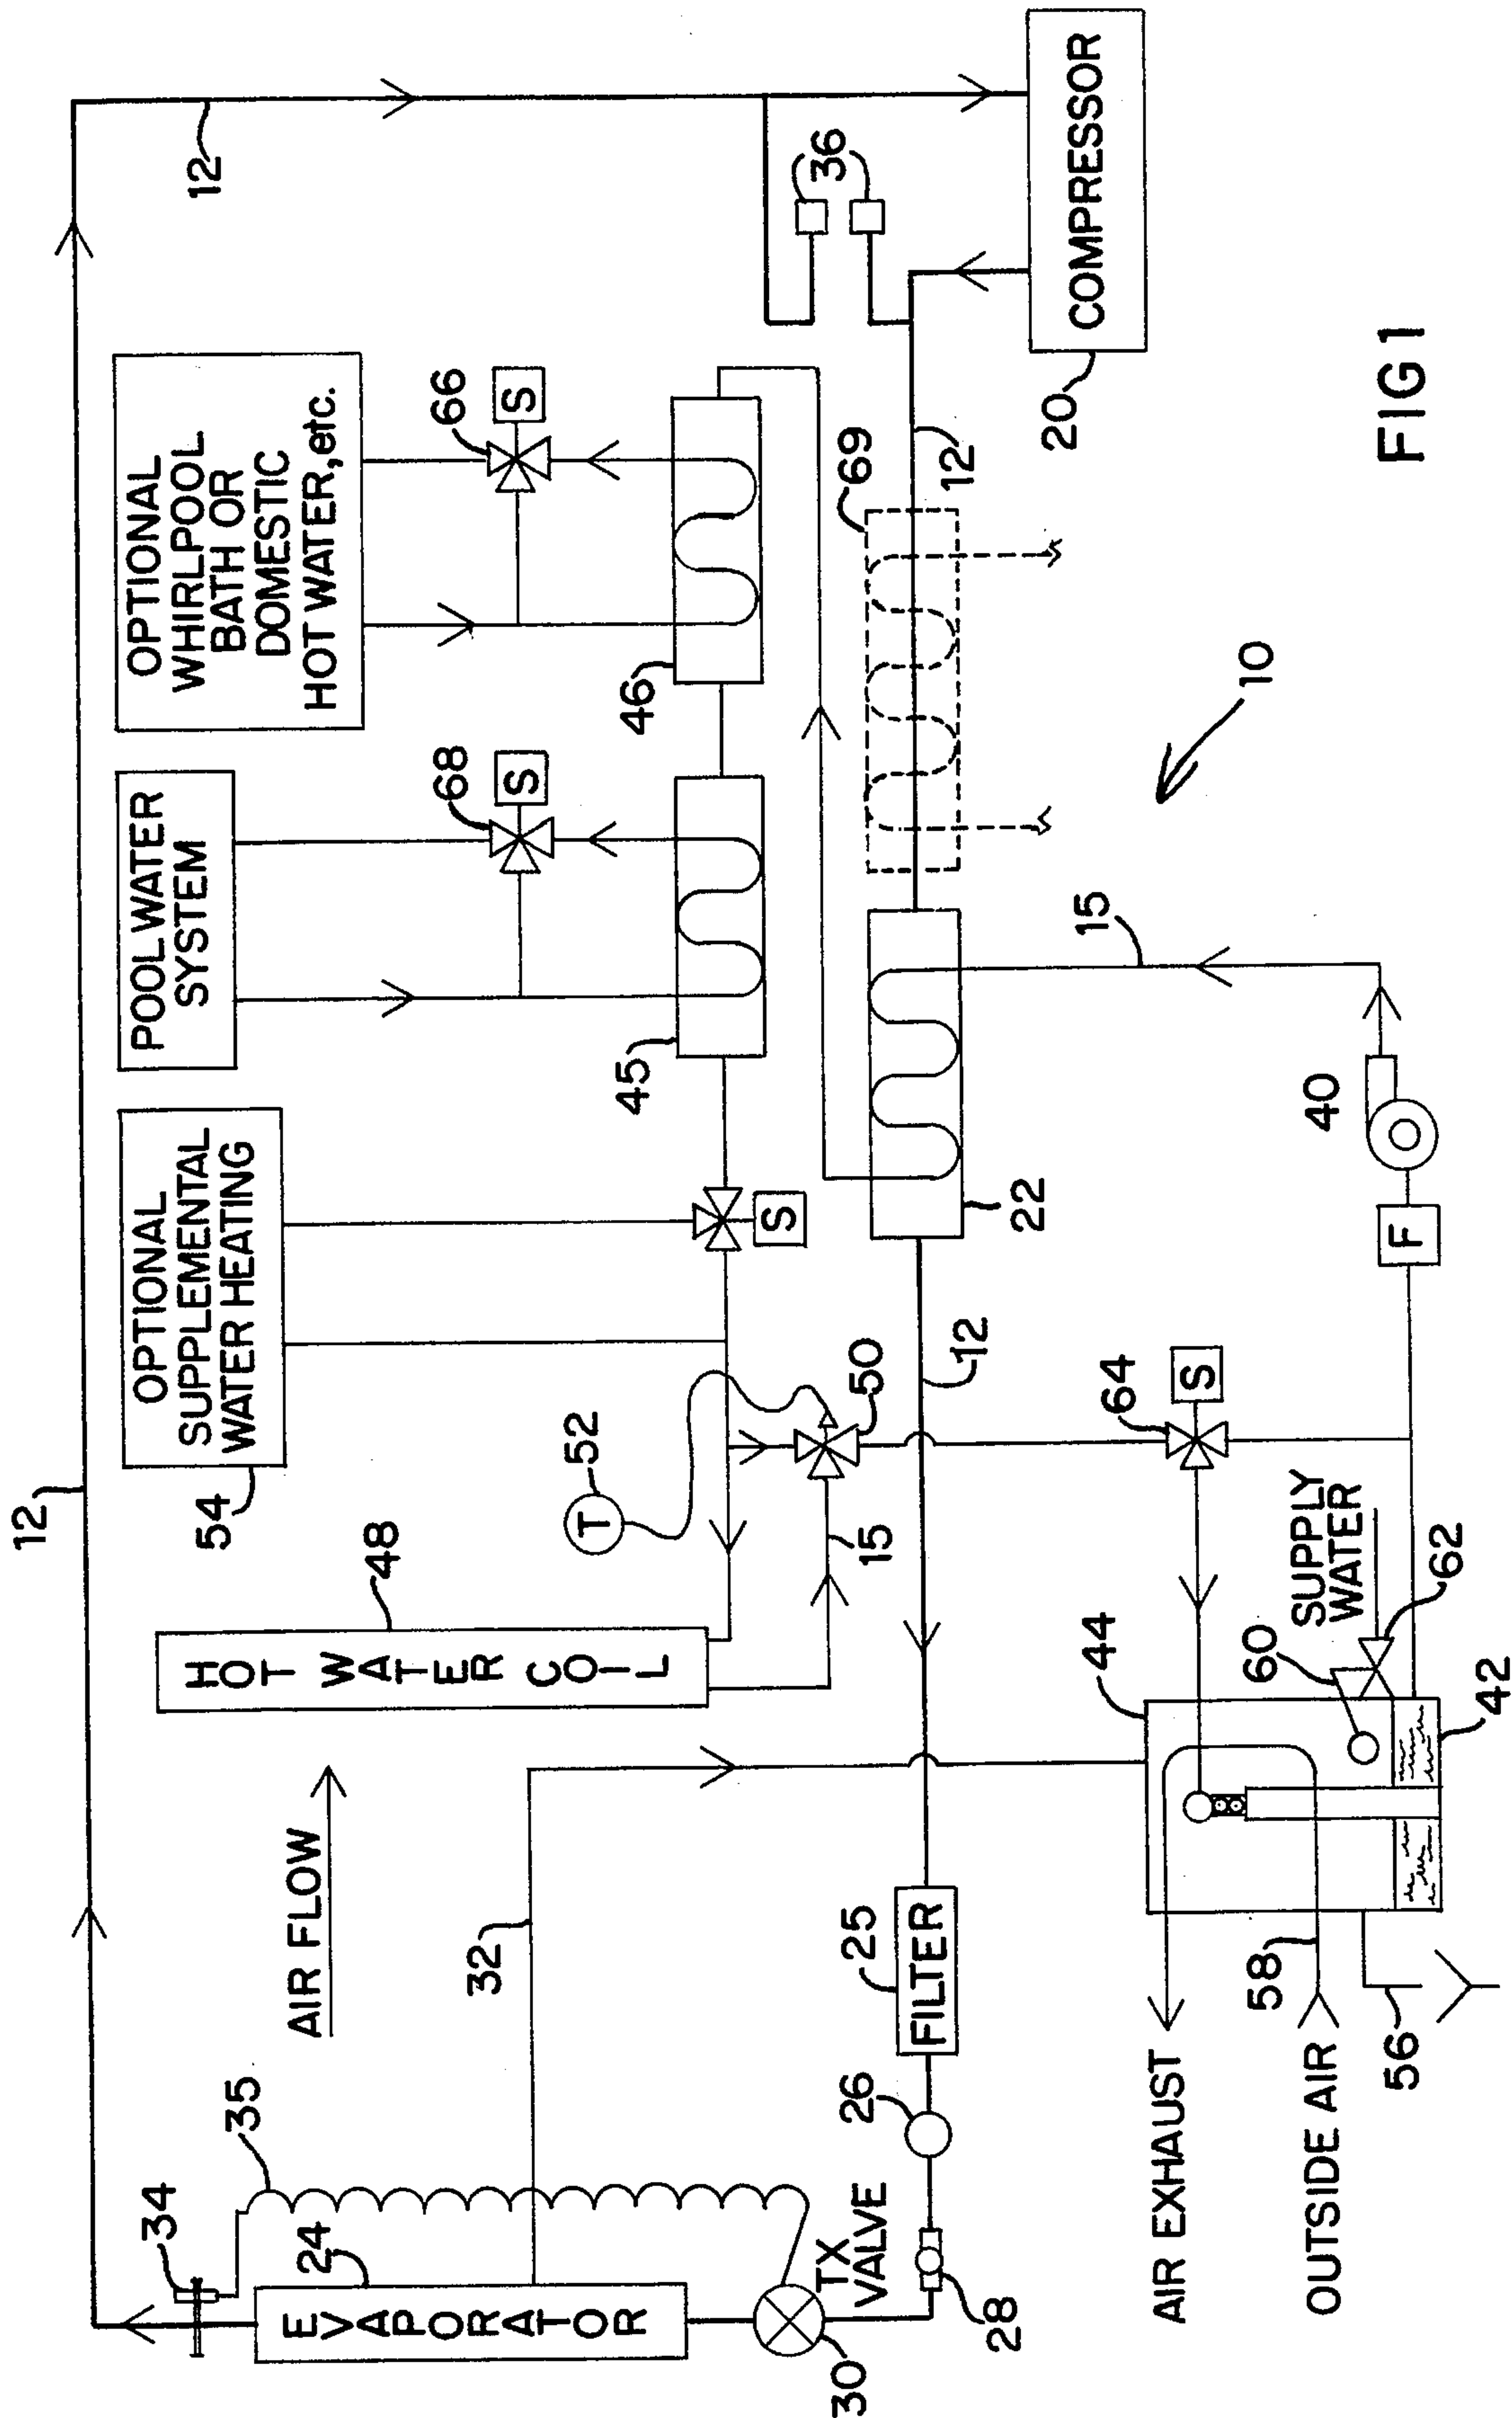 12
12
OPTIONAL
SUPPLEMENTAL
WATER HEATING
54
POOL WATER
SYSTEM
OPTIONAL
WHIRLPOOL
BATH OR
DOMESTIC
HOT WATER, etc.
34
35
24
EVAPORATOR
AIR FLOW
HOT WATER COIL
48
52
T
68
S
66
S
45
46
S
36
32
15
50
69
12
TX
VALVE
30
28
26
25
FILTER
12
22
COMPRESSOR
20
64
S
15
10
AIR EXHAUST
OUTSIDE AIR
58
56
44
60
SUPPLY
WATER
62
42
F
40
FIG 1